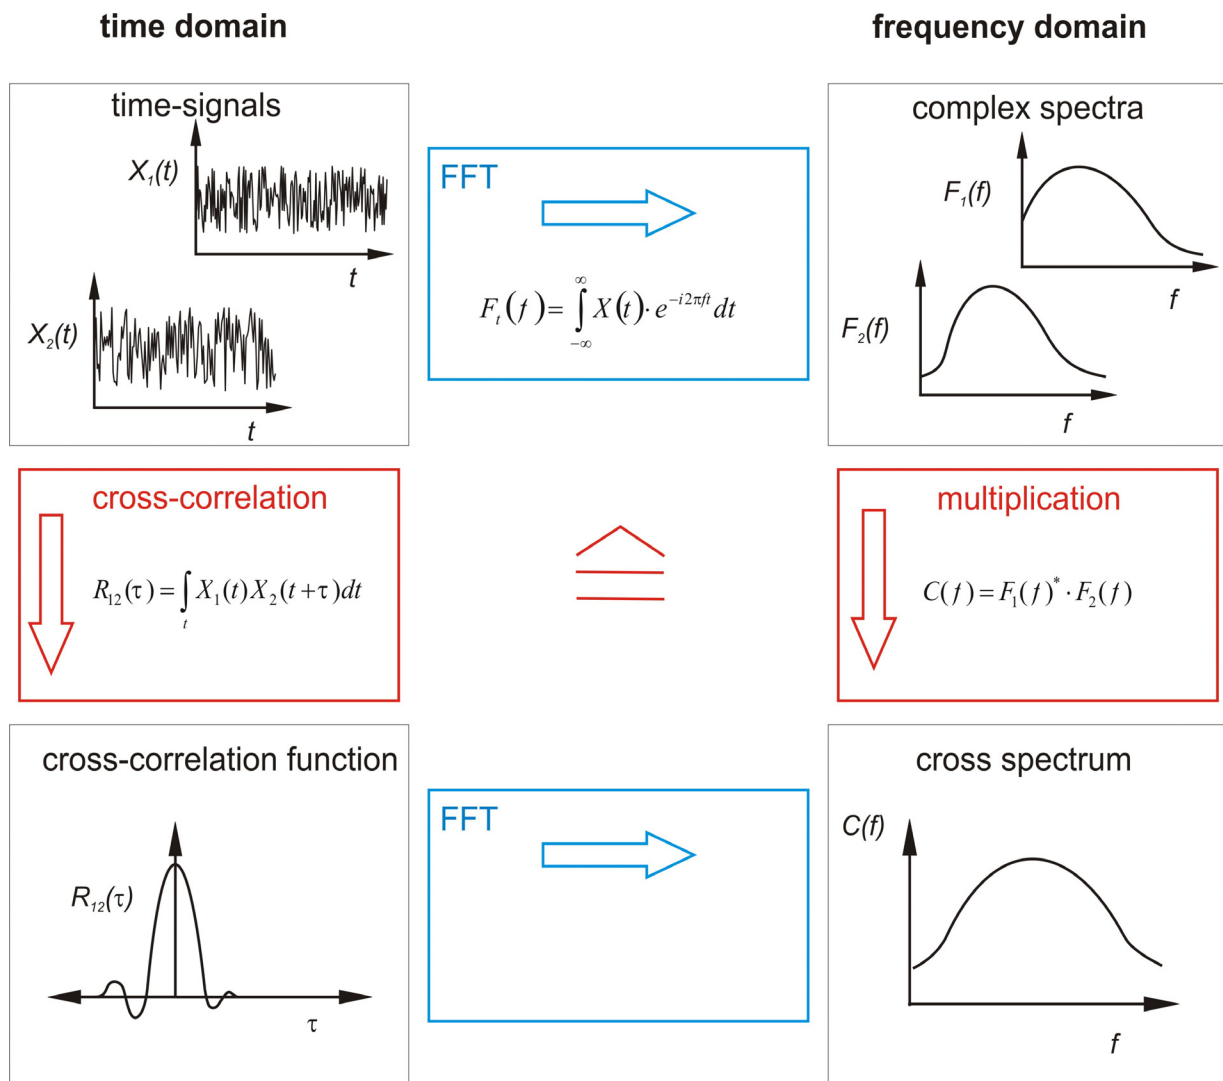 time domain
frequency domain
time-signals
X₁(t)
t
X₂(t)
t
FFT
Fₜ(f) = ∫_{-∞}^{∞} X(t)· e^{-i2πft} dt
complex spectra
F₁(f)
f
F₂(f)
f
cross-correlation
R₁₂(τ) = ∫_t X₁(t)X₂(t+τ)dt
≙
multiplication
C(f) = F₁(f)* · F₂(f)
cross-correlation function
R₁₂(τ)
τ
FFT
cross spectrum
C(f)
f